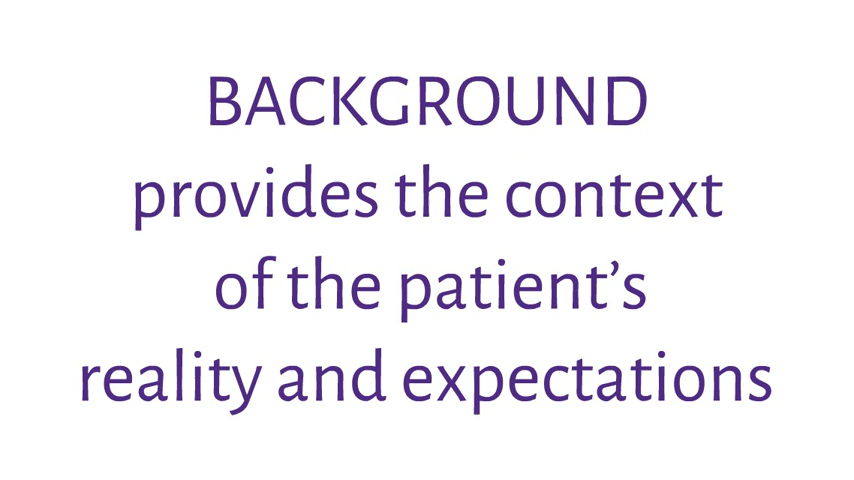 BACKGROUND
provides the context
of the patient’s
reality and expectations